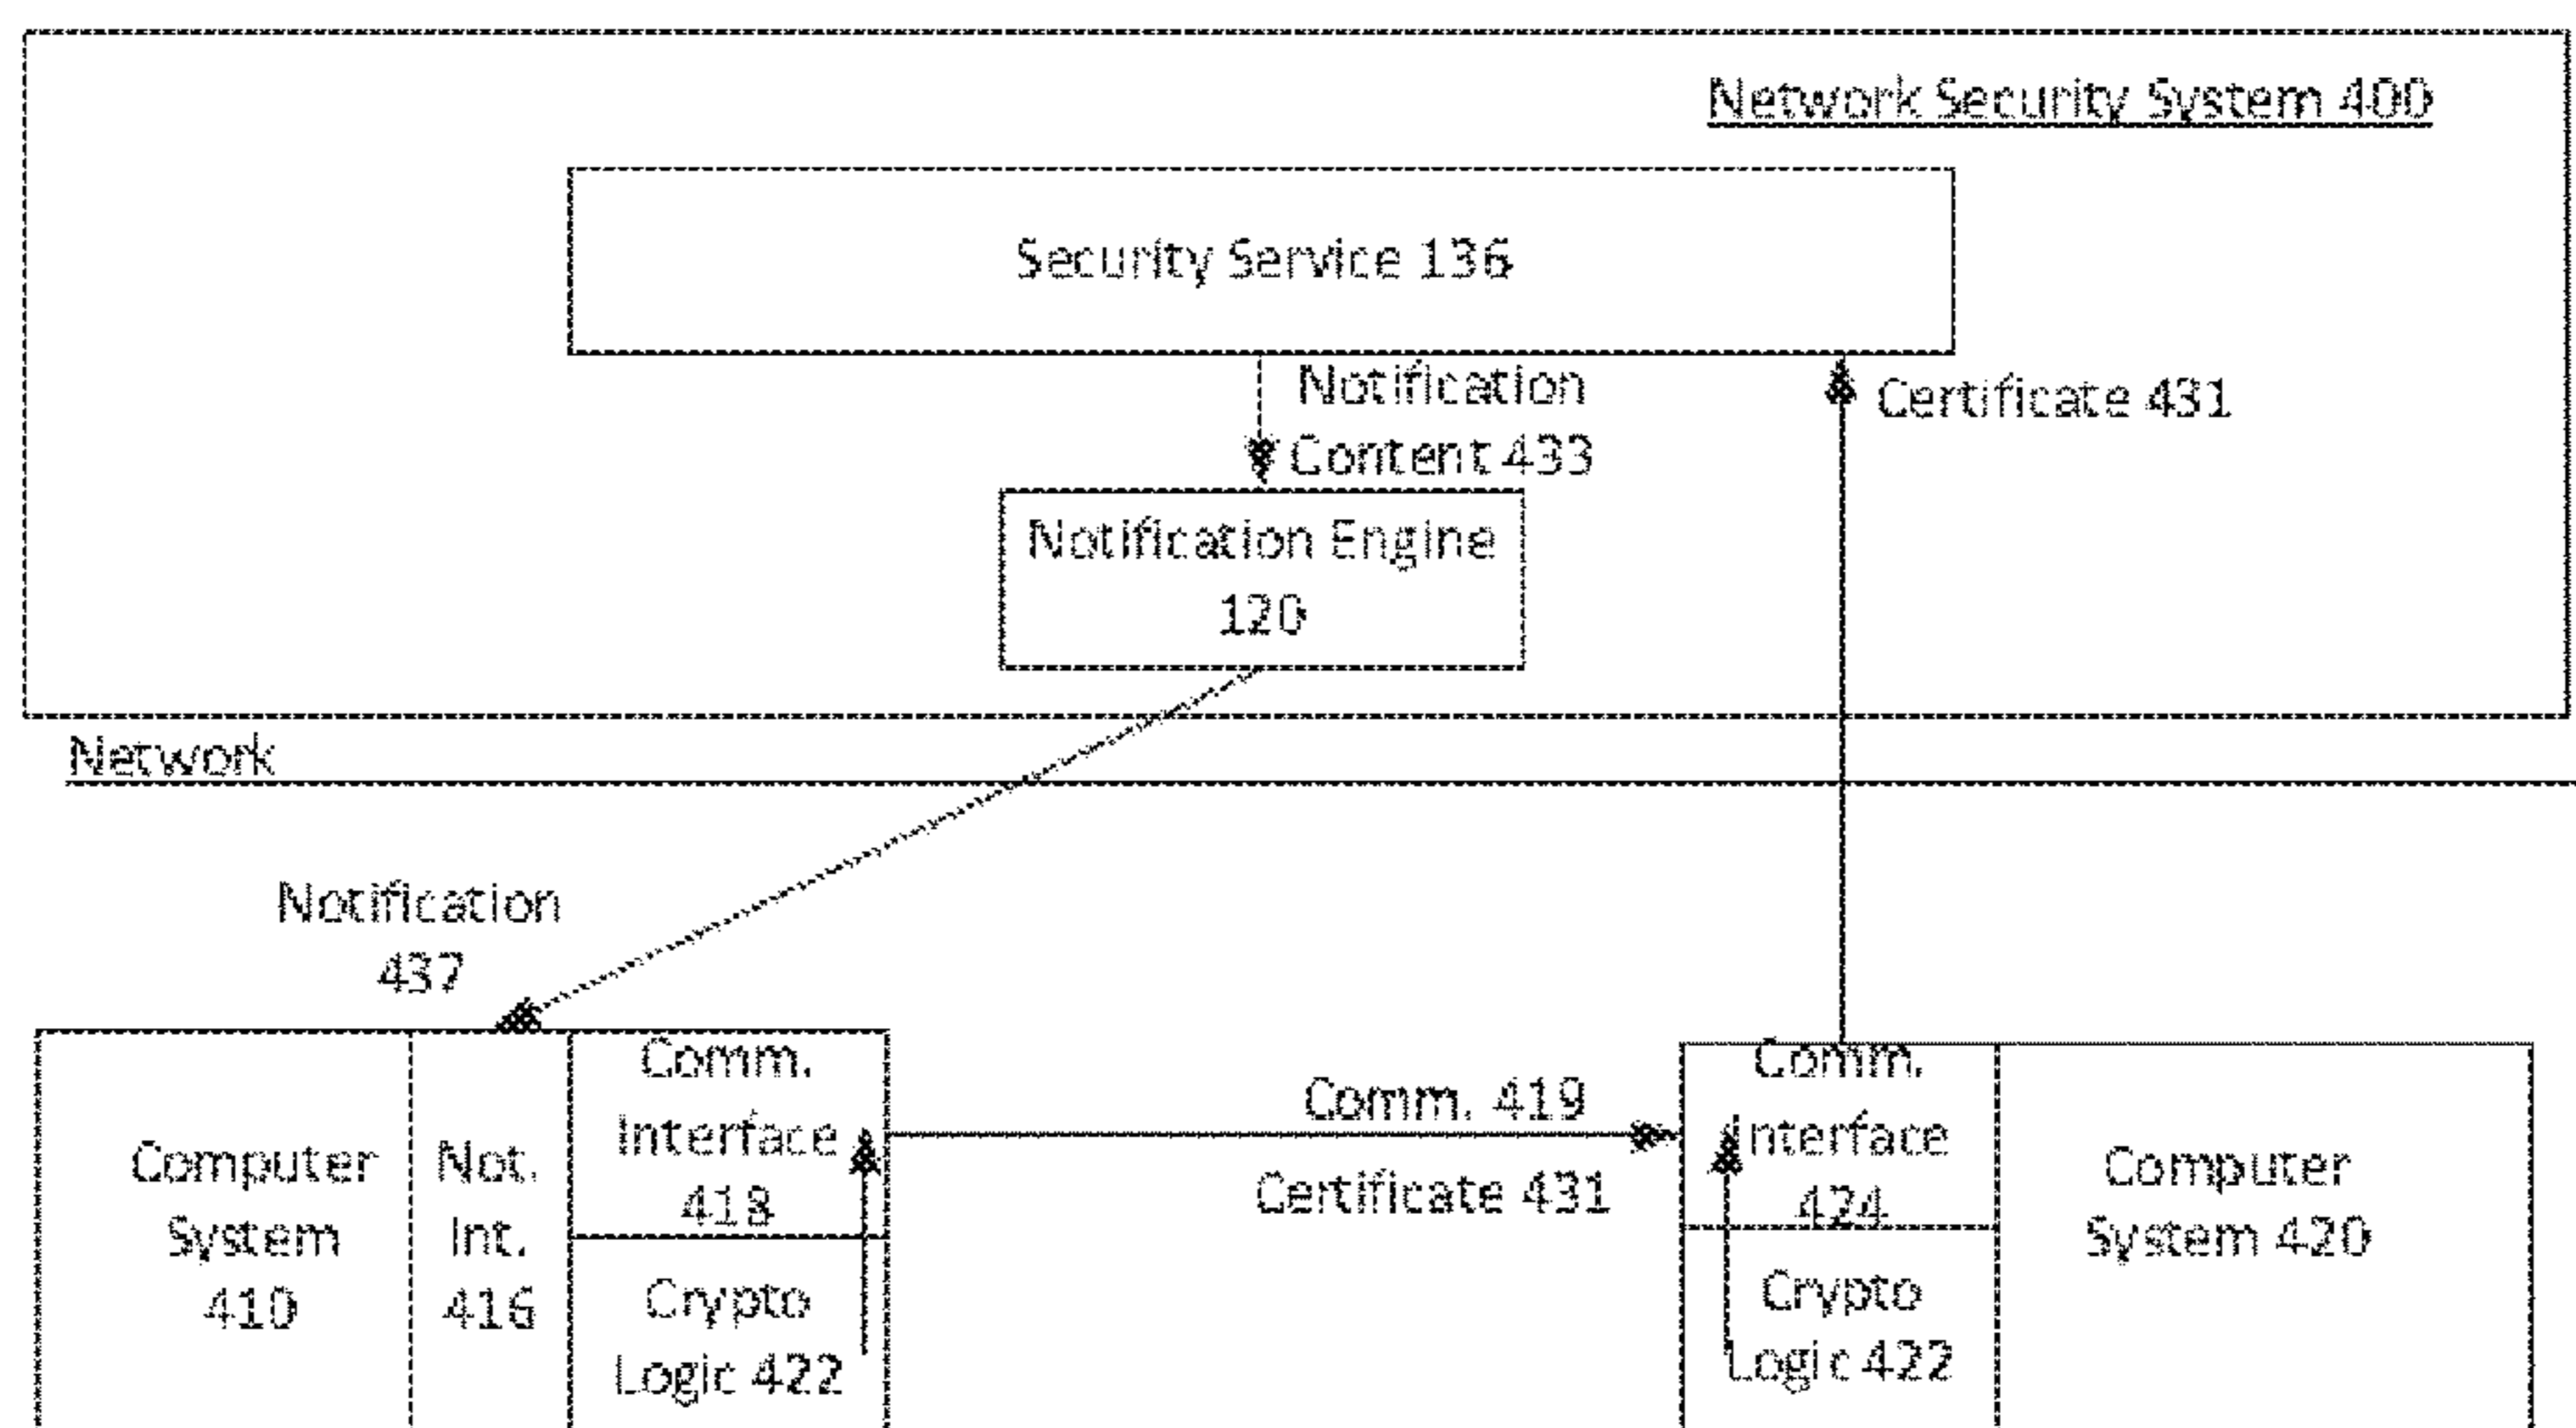 Network Security System 400
Security Service 136
Notification
Content 433
Certificate 431
Notification Engine
120
Network
Notification
437
Computer
System
410
Not.
Int.
416
Comm.
Interface
418
Crypto
Logic 422
Comm. 419
Certificate 431
Comm.
Interface
424
Crypto
Logic 422
Computer
System 420